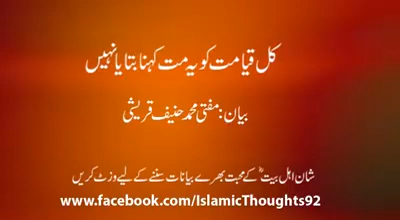 کل قیامت کو یہ مت کہنا بتایا نہیں
بیان: مفتی محمد حنیف قریشی
شان اہل بیتؓ کے محبت بھرے بیانات سننے کے لیے وزٹ کریں
www.facebook.com/IslamicThoughts92